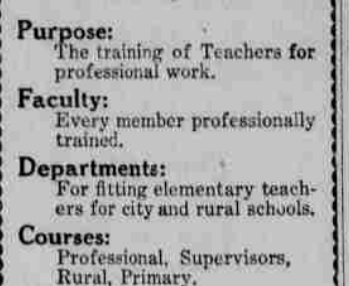 Purpose:
The training of Teachers for
professional work.
Faculty:
Every member professionally
trained.
Departments:
For fitting elementary teach-
ers for city and rural schools.
Courses:
Professional, Supervisors,
Rural, Primary.